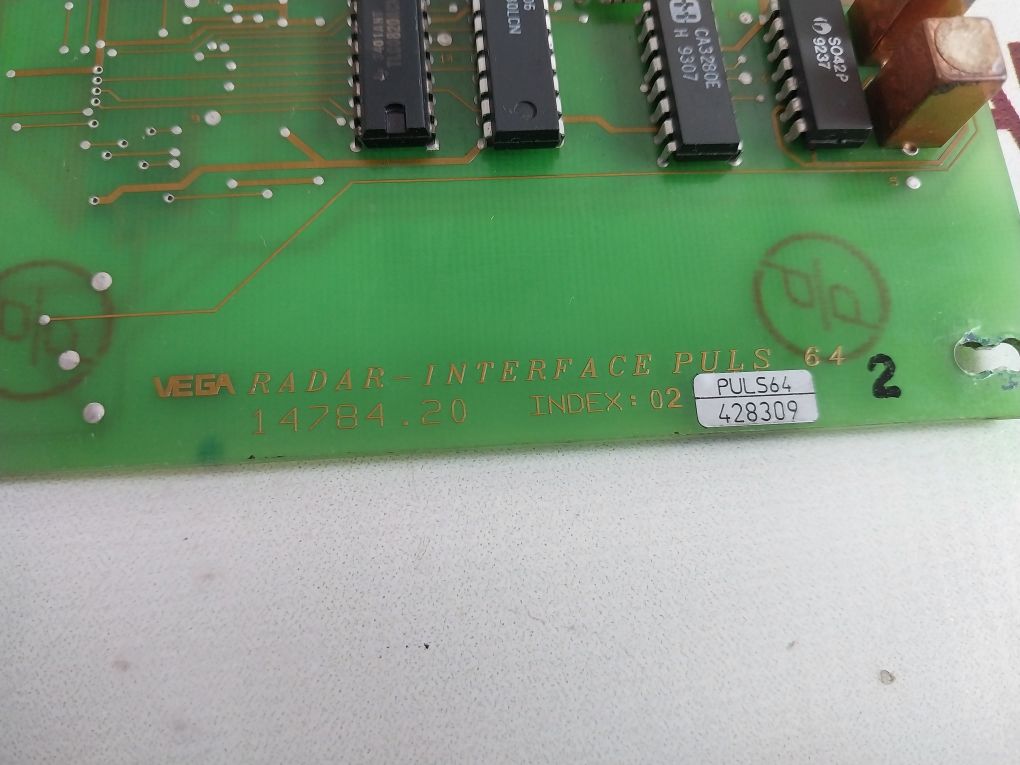 CA3280E
H 9307
SO42P
9237
VEGA RADAR-INTERFACE PULS 64
14784.20 INDEX: 02
PULS64
428309
2